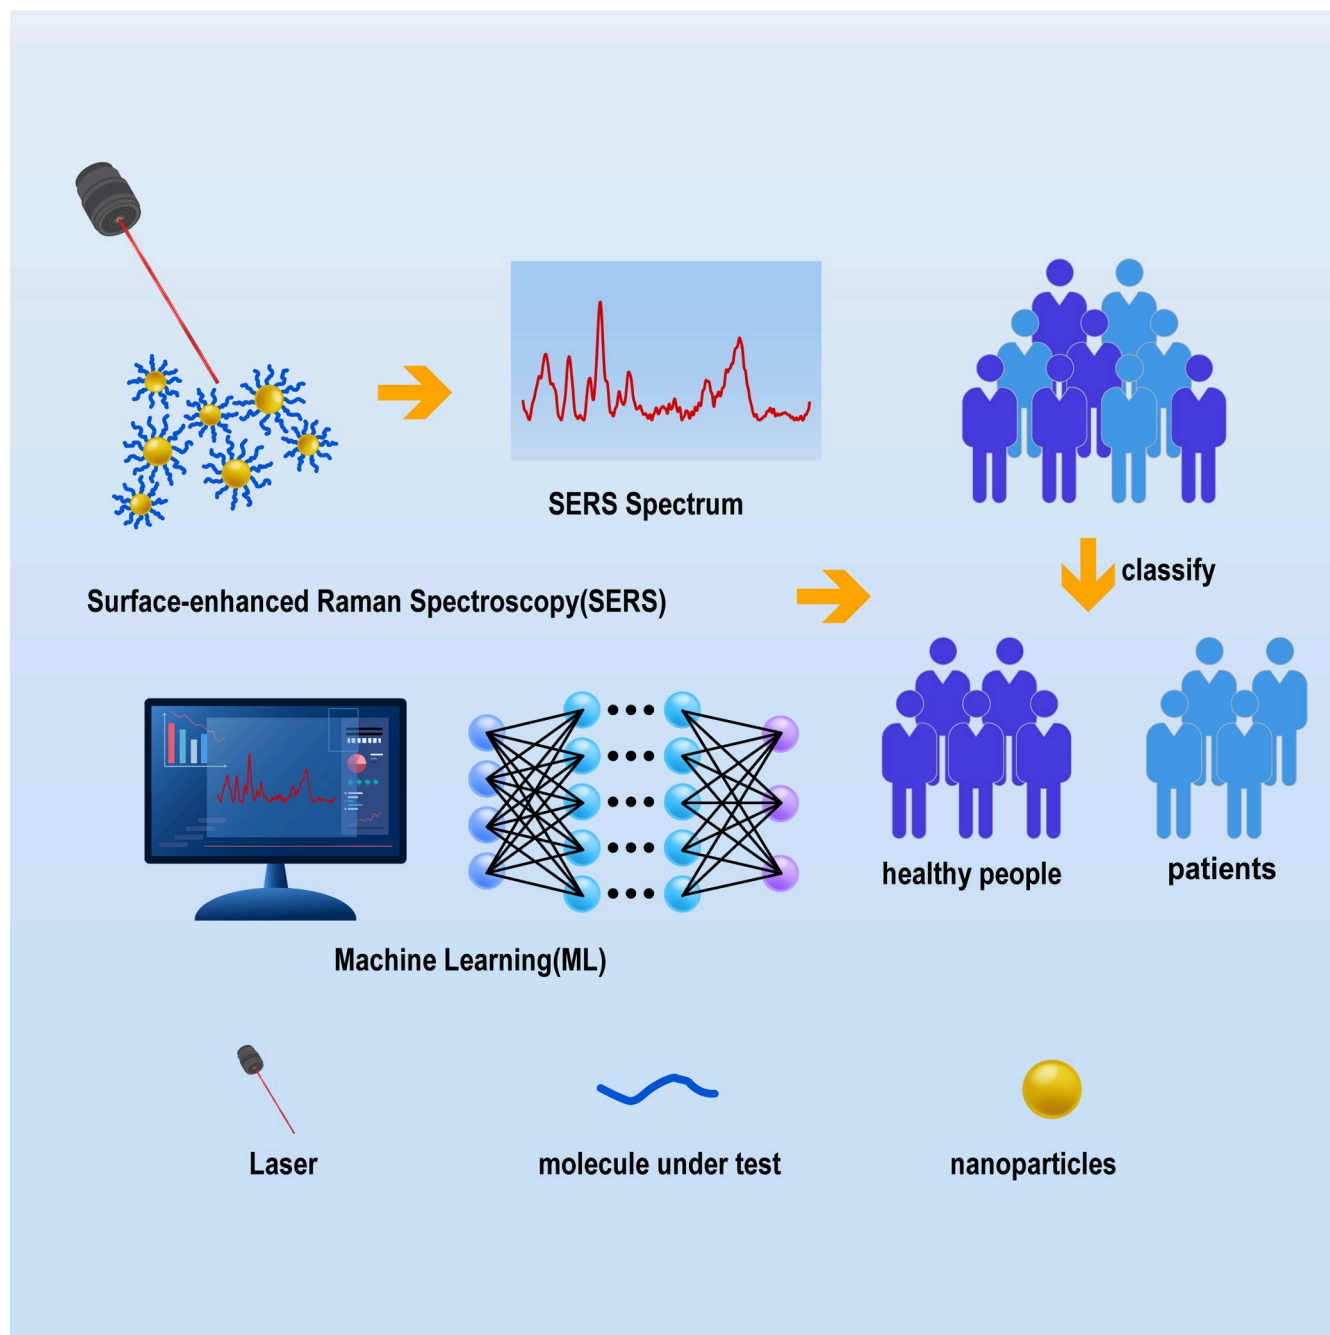 SERS Spectrum
classify
Surface-enhanced Raman Spectroscopy(SERS)
healthy people
patients
Machine Learning(ML)
Laser
molecule under test
nanoparticles